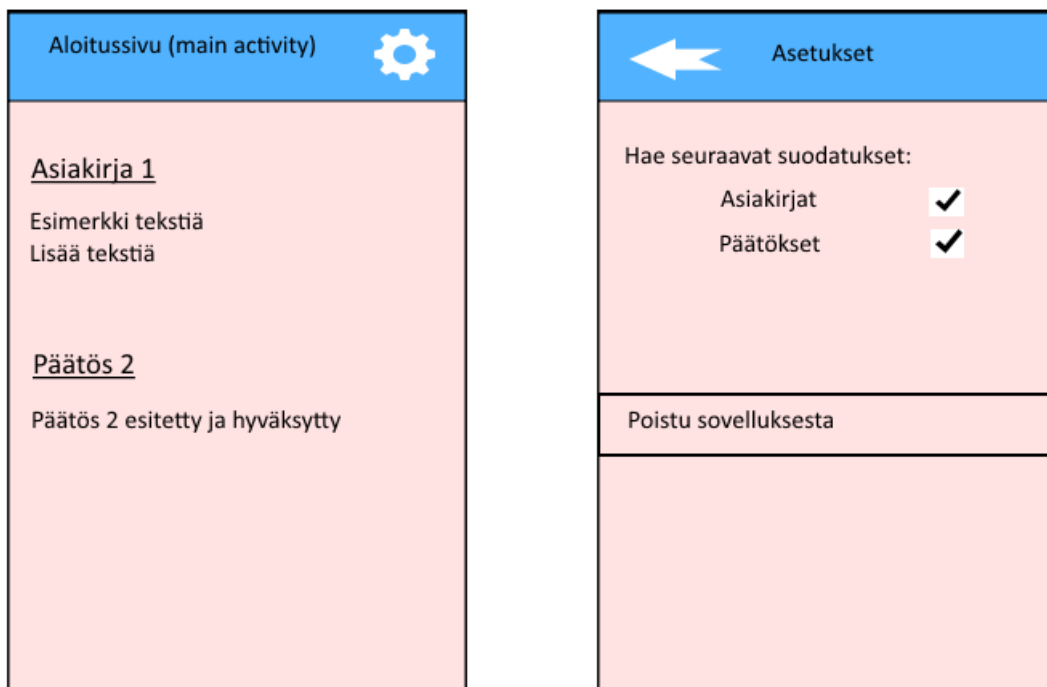 Aloitussivu (main activity)
Asiakirja 1
Esimerkki tekstiä
Lisää tekstiä
Päätös 2
Päätös 2 esitetty ja hyväksytty
Asetukset
Hae seuraavat suodatukset:
Asiakirjat
Päätökset
Poistu sovelluksesta